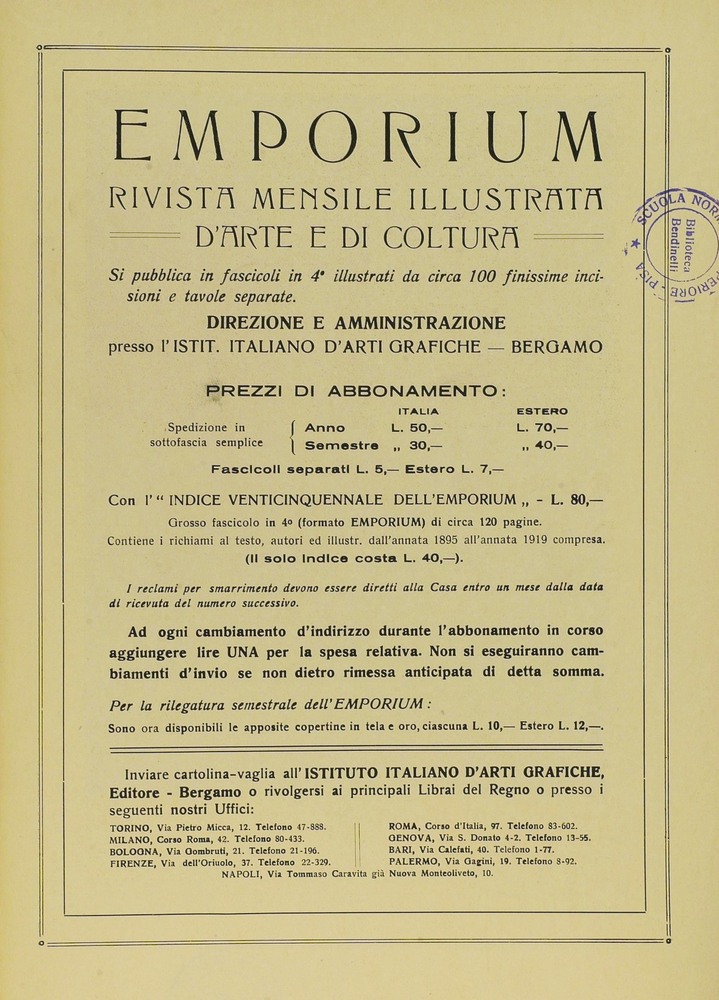 EMPORIUM
RIVISTA MENSILE ILLUSTRATA
D'ARTE E DI COLTURA
Si pubblica in fascicoli in 4° illustrati da circa 100 finissime inci-
sioni e tavole separate.
DIREZIONE E AMMINISTRAZIONE
presso l'ISTIT. ITALIANO D'ARTI GRAFICHE — BERGAMO
PREZZI DI ABBONAMENTO:
ITALIA ESTERO
Spedizione in sottofascia semplice
Anno L. 50,— L. 70,—
Semestre „ 30,— „ 40,—
Fascicoli separati L. 5,— Estero L. 7,—
Con l'“ INDICE VENTICINQUENNALE DELL'EMPORIUM „ - L. 80,—
Grosso fascicolo in 4o (formato EMPORIUM) di circa 120 pagine.
Contiene i richiami al testo, autori ed illustr. dall'annata 1895 all'annata 1919 compresa.
(Il solo Indice costa L. 40,—).
I reclami per smarrimento devono essere diretti alla Casa entro un mese dalla data
di ricevuta del numero successivo.
Ad ogni cambiamento d'indirizzo durante l'abbonamento in corso
aggiungere lire UNA per la spesa relativa. Non si eseguiranno cam-
biamenti d'invio se non dietro rimessa anticipata di detta somma.
Per la rilegatura semestrale dell'EMPORIUM:
Sono ora disponibili le apposite copertine in tela e oro, ciascuna L. 10,— Estero L. 12,—.
Inviare cartolina-vaglia all'ISTITUTO ITALIANO D'ARTI GRAFICHE,
Editore - Bergamo o rivolgersi ai principali Librai del Regno o presso i
seguenti nostri Uffici:
TORINO, Via Pietro Micca, 12. Telefono 47-888.
MILANO, Corso Roma, 42. Telefono 80-433.
BOLOGNA, Via Gombruti, 21. Telefono 21-196.
FIRENZE, Via dell'Oriuolo, 37. Telefono 22-329.
ROMA, Corso d'Italia, 97. Telefono 83-602.
GENOVA, Via S. Donato 4-2. Telefono 13-55.
BARI, Via Calefati, 40. Telefono 1-77.
PALERMO, Via Gagini, 19. Telefono 8-92.
NAPOLI, Via Tommaso Caravita già Nuova Monteoliveto, 10.
SCUOLA NOR
PERIORE - PISA
Biblioteca
Bendinelli